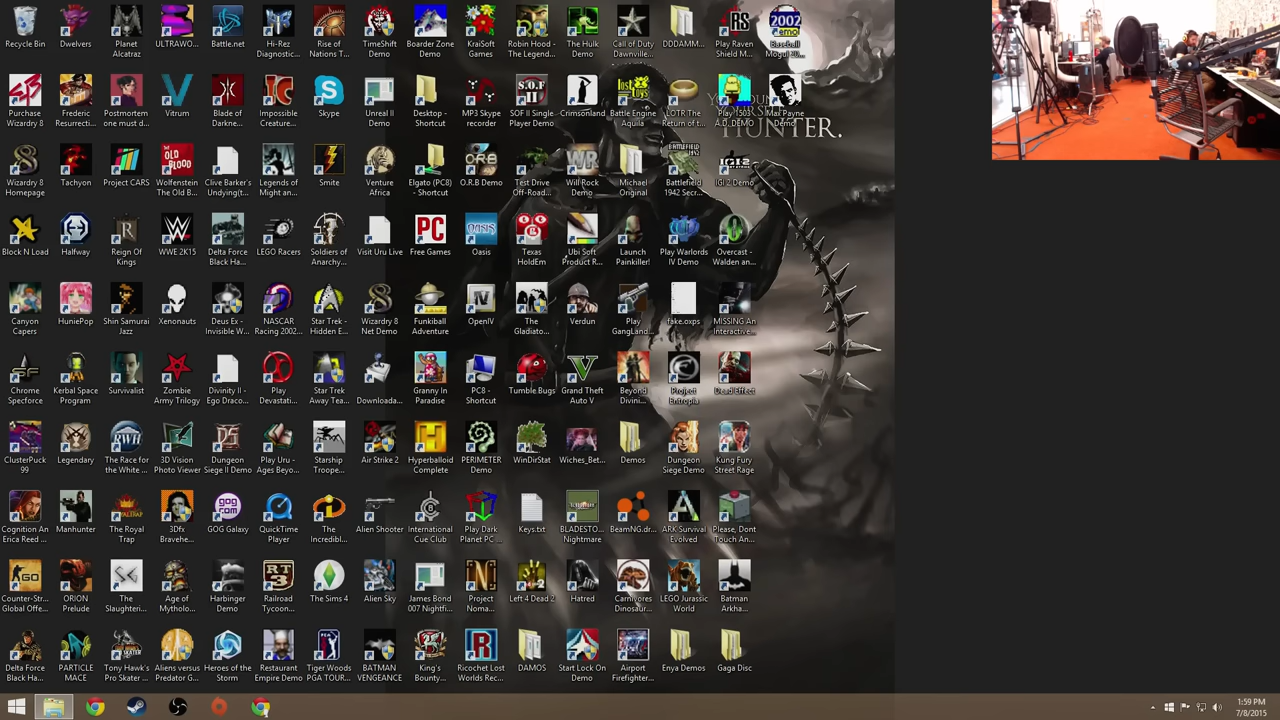 Recycle Bin
Dwelvers
Planet
Alcatraz
ULTRAWO...
Battle.net
Hi-Rez
Diagnostic...
Rise of
Nations T...
TimeShift
Demo
Boarder Zone
Demo
KraiSoft
Games
Robin Hood -
The Legend...
The Hulk
Demo
Call of Duty
Dawnville...
DDDAMM...
Play Raven
Shield M...
Baseball
Mogul 20...
Purchase
Wizardry 8
Frederic
Resurrecti...
Postmortem
one must d...
Vitrum
Blade of
Darkne...
Impossible
Creature...
Skype
Unreal II
Demo
Desktop -
Shortcut
MP3 Skype
recorder
SOF II Single
Player Demo
Crimsonland
Battle Engine
Aquila
LOTR The
Return of t...
Play 1503
A.D. DEMO
Max Payne
Demo
HUNTER.
Wizardry 8
Homepage
Tachyon
Project CARS
Wolfenstein
The Old B...
Clive Barker's
Undying(t...
Legends of
Might and...
Smite
Venture
Africa
Elgato (PC8)
- Shortcut
O.R.B Demo
Test Drive
Off-Road...
Will Rock
Demo
Michael
Original
Battlefield
1942 Secr...
IGI 2 Demo
Block N Load
Halfway
Reign Of
Kings
WWE 2K15
Delta Force
Black Ha...
LEGO Racers
Soldiers of
Anarchy...
Visit Uru Live
Free Games
Oasis
Texas
HoldEm
Ubi Soft
Product R...
Launch
Painkiller!
Play Warlords
IV Demo
Overcast -
Walden an...
Canyon
Capers
HuniePop
Shin Samurai
Jazz
Xenonauts
Deus Ex -
Invisible W...
NASCAR
Racing 2002...
Star Trek -
Hidden E...
Wizardry 8
Net Demo
Funkiball
Adventure
OpenIV
The
Gladiato...
Verdun
Play
GangLand...
fake.oxps
MISSING An
Interactive...
Chrome
Specforce
Kerbal Space
Program
Survivalist
Zombie
Army Trilogy
Divinity II -
Ego Draco...
Play
Devastati...
Star Trek
Away Tea...
Downloada...
Granny In
Paradise
PC8 -
Shortcut
Tumble Bugs
Grand Theft
Auto V
Beyond
Divini...
Project
Entropia
Dead Effect
ClusterPuck
99
Legendary
The Race for
the White ...
3D Vision
Photo Viewer
Dungeon
Siege II Demo
Play Uru -
Ages Beyo...
Starship
Troope...
Air Strike 2
Hyperballoid
Complete
PERIMETER
Demo
WinDirStat
Wiches_Bet...
Demos
Dungeon
Siege Demo
Kung Fury
Street Rage
Cognition An
Erica Reed ...
Manhunter
The Royal
Trap
3Dfx
Bravehe...
GOG Galaxy
QuickTime
Player
The
Incredibl...
Alien Shooter
International
Cue Club
Play Dark
Planet PC ...
Keys.txt
BLADESTO...
Nightmare
BeamNG.dr...
ARK Survival
Evolved
Please, Dont
Touch An...
Counter-Str...
Global Offe...
ORION
Prelude
The
Slaughteri...
Age of
Mytholo...
Harbinger
Demo
Railroad
Tycoon...
The Sims 4
Alien Sky
James Bond
007 Nightfi...
Project
Noma...
Left 4 Dead 2
Hatred
Carnivores
Dinosaur...
LEGO Jurassic
World
Batman
Arkha...
Delta Force
Black Ha...
PARTICLE
MACE
Tony Hawk's
Pro Skater ...
Aliens versus
Predator G...
Heroes of the
Storm
Restaurant
Empire Demo
Tiger Woods
PGA TOUR...
BATMAN
VENGEANCE
King's
Bounty...
Ricochet Lost
Worlds Rec...
DAMOS
Start Lock On
Demo
Airport
Firefighter...
Enya Demos
Gaga Disc
1:59 PM
7/8/2015